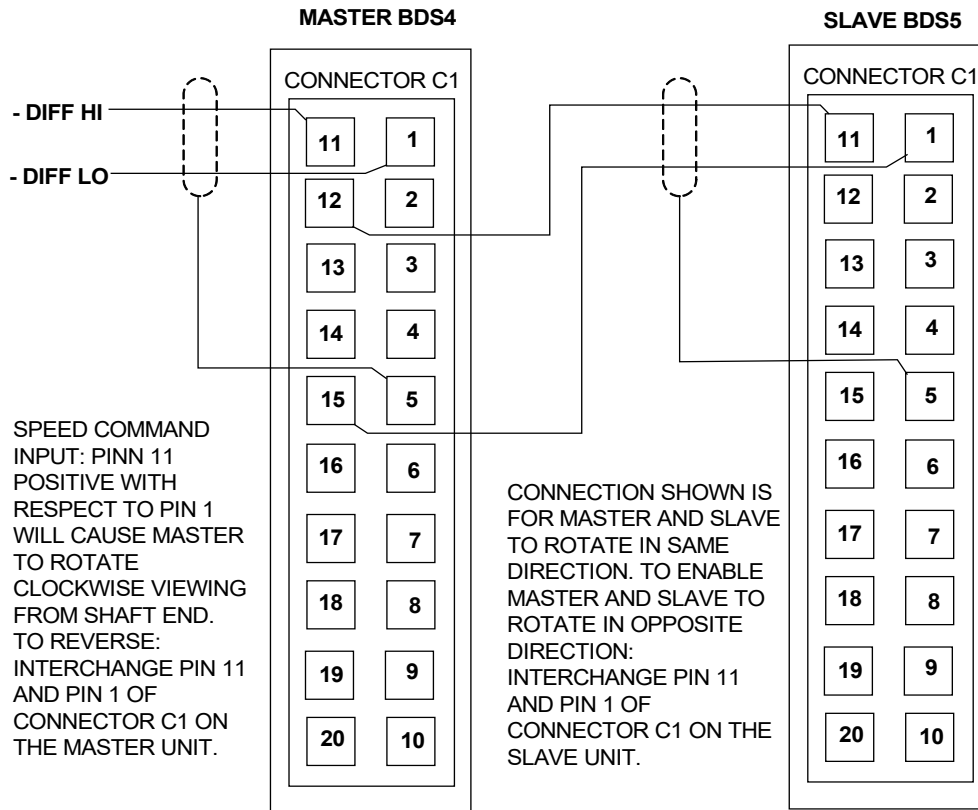 MASTER BDS4
SLAVE BDS5
CONNECTOR C1
CONNECTOR C1
- DIFF HI
- DIFF LO
11 1
12 2
13 3
14 4
15 5
16 6
17 7
18 8
19 9
20 10
11 1
12 2
13 3
14 4
15 5
16 6
17 7
18 8
19 9
20 10
SPEED COMMAND
INPUT: PINN 11
POSITIVE WITH
RESPECT TO PIN 1
WILL CAUSE MASTER
TO ROTATE
CLOCKWISE VIEWING
FROM SHAFT END.
TO REVERSE:
INTERCHANGE PIN 11
AND PIN 1 OF
CONNECTOR C1 ON
THE MASTER UNIT.
CONNECTION SHOWN IS
FOR MASTER AND SLAVE
TO ROTATE IN SAME
DIRECTION. TO ENABLE
MASTER AND SLAVE TO
ROTATE IN OPPOSITE
DIRECTION:
INTERCHANGE PIN 11
AND PIN 1 OF
CONNECTOR C1 ON THE
SLAVE UNIT.